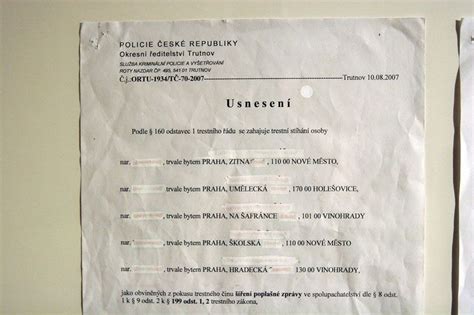 POLICIE ČESKÉ REPUBLIKY
Okresní ředitelství Trutnov
SLUŽBA KRIMINÁLNÍ POLICIE A VYŠETŘOVÁNÍ
ROTY NAZDAR ČP. 495, 541 01 TRUTNOV
Č.j.:ORTU-1934/TČ-70-2007 Trutnov 10.08.2007
Usnesení
Podle § 160 odstavec 1 trestního řádu se zahajuje trestní stíhání osoby
nar. , trvale bytem PRAHA, ŽITNÁ , 110 00 NOVÉ MĚSTO,
nar. , trvale bytem PRAHA, UMĚLECKÁ , 170 00 HOLEŠOVICE,
nar. , trvale bytem PRAHA, NA ŠAFRÁNCE , 101 00 VINOHRADY
nar. , trvale bytem PRAHA, ŠKOLSKÁ , 110 00 NOVÉ MĚSTO
nar. , trvale bytem PRAHA, HRADECKÁ 130 00 VINOHRADY,
jako obviněných z pokusu trestného činu šíření poplašné zprávy ve spolupachatelství dle § 8 odst.
1 k § 9 odst. 2 k § 199 odst. 1, 2 trestního zákona,